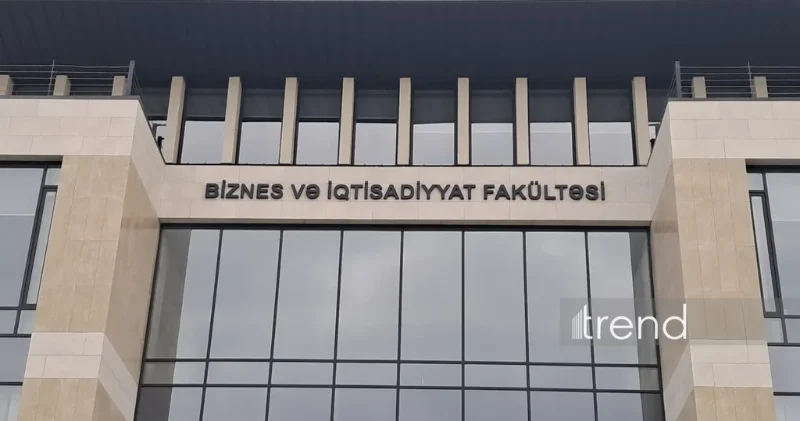 BİZNES VƏ İQTİSADİYYAT FAKÜLTƏSİ
trend